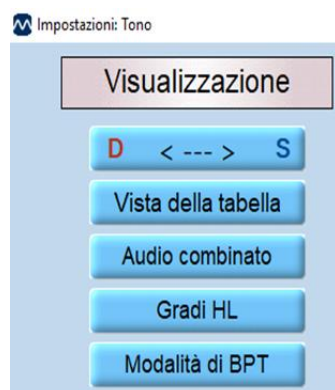 Impostazioni: Tono
Visualizzazione
D < --- > S
Vista della tabella
Audio combinato
Gradi HL
Modalità di BPT